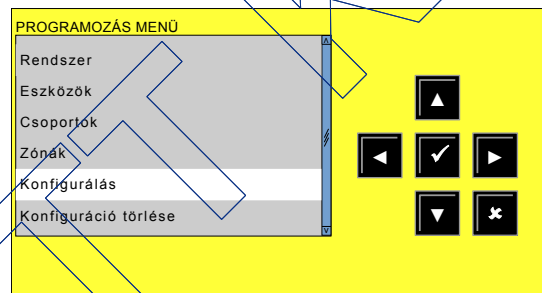 PROGRAMOZÁS MENÜ
Rendszer
Eszközök
Csoportok
Zónák
Konfigurálás
Konfiguráció törlése